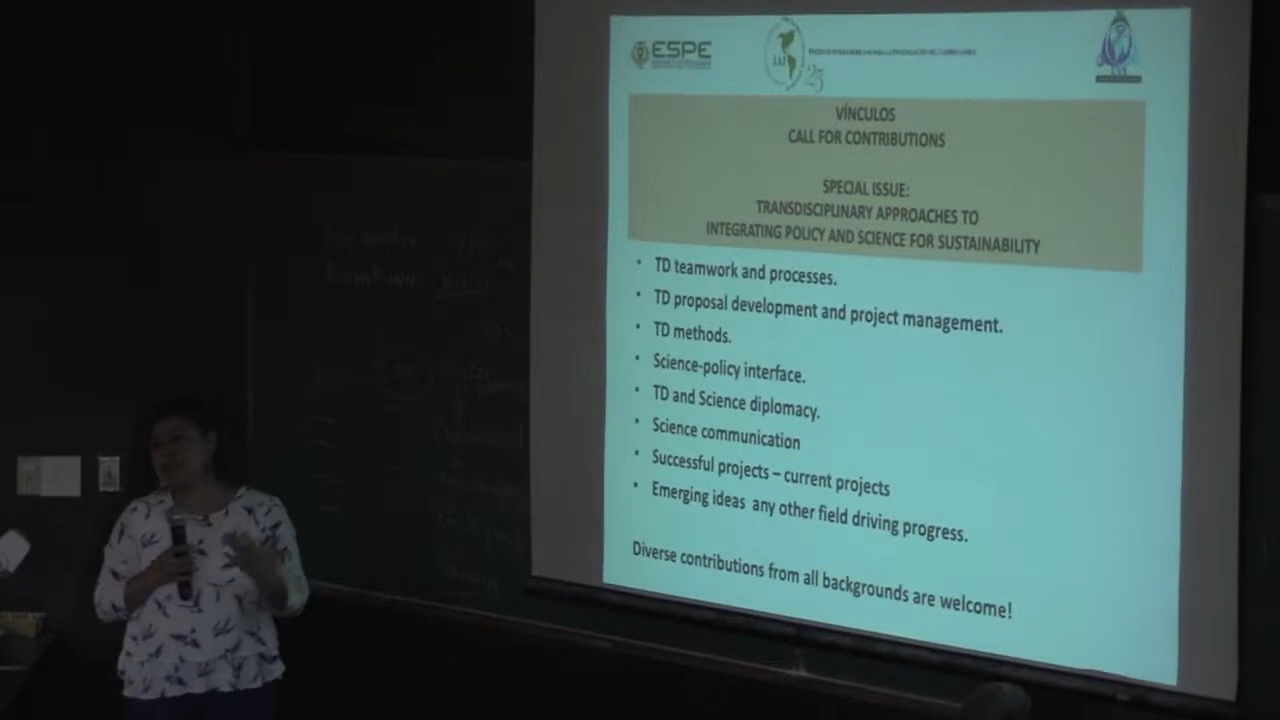 ESPE
IAI
25
VÍNCULOS
CALL FOR CONTRIBUTIONS
SPECIAL ISSUE:
TRANSDISCIPLINARY APPROACHES TO
INTEGRATING POLICY AND SCIENCE FOR SUSTAINABILITY
• TD teamwork and processes.
• TD proposal development and project management.
• TD methods.
• Science-policy interface.
• TD and Science diplomacy.
• Science communication
• Successful projects – current projects
• Emerging ideas any other field driving progress.
Diverse contributions from all backgrounds are welcome!